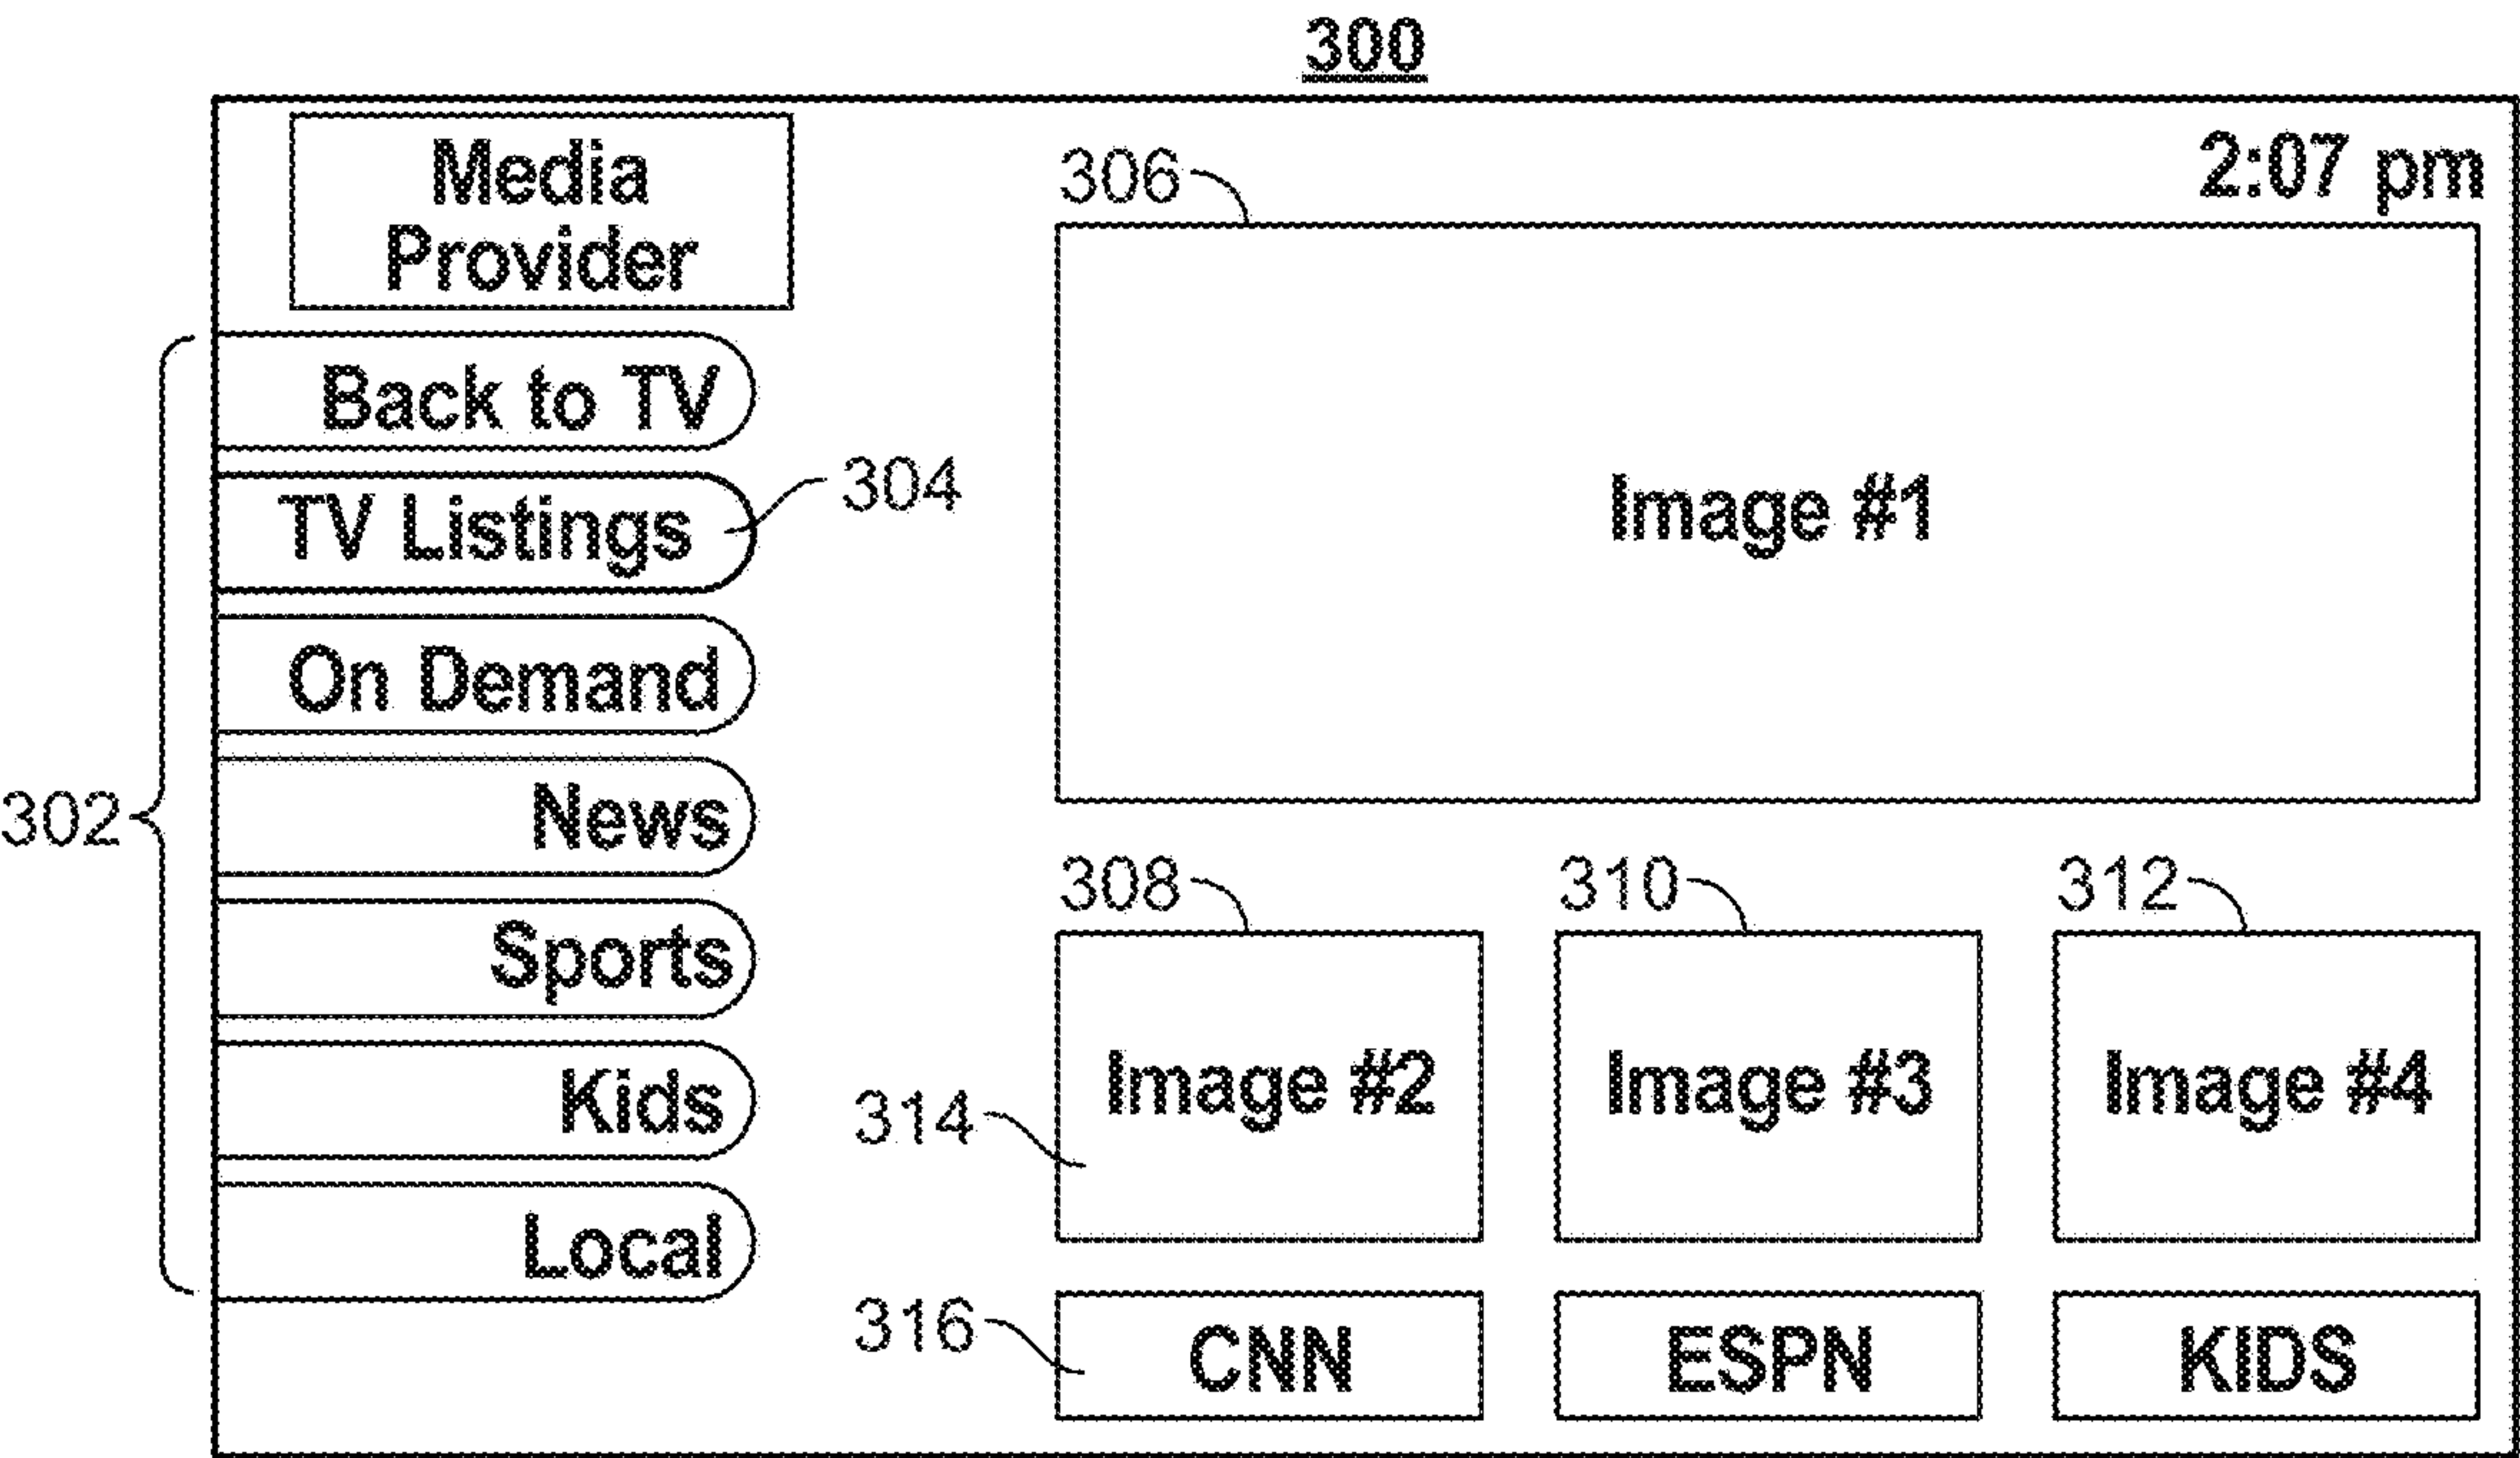 300
Media
Provider
2:07 pm
306
Back to TV
TV Listings
304
Image #1
On Demand
302
News
308
310
312
Sports
Kids
314
Image #2
Image #3
Image #4
Local
316
CNN
ESPN
KIDS